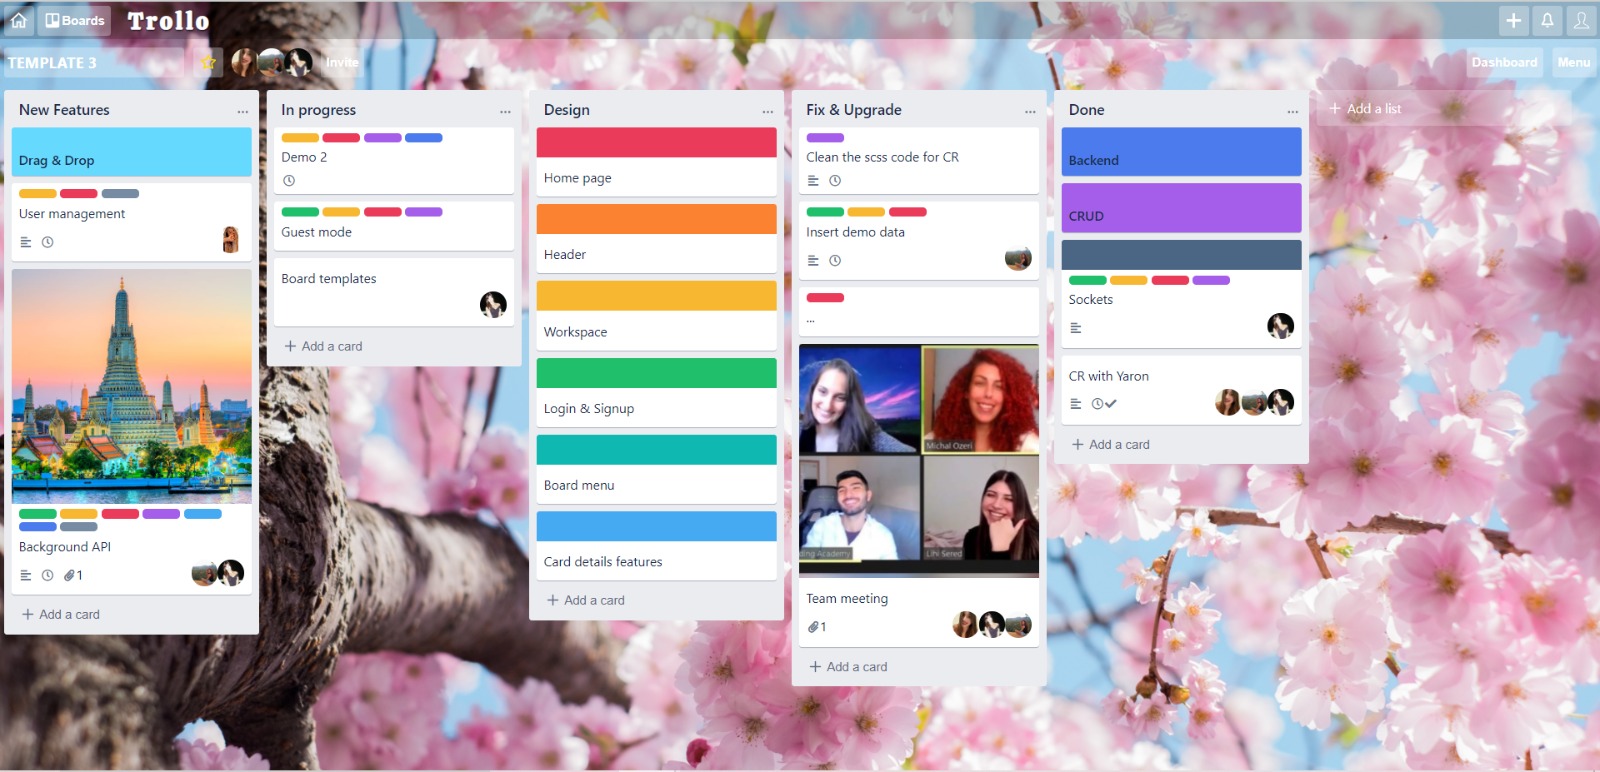 Boards
Trollo
TEMPLATE 3
Invite
Dashboard
Menu
New Features
Drag & Drop
User management
Background API
1
+ Add a card
In progress
Demo 2
Guest mode
Board templates
+ Add a card
Design
Home page
Header
Workspace
Login & Signup
Board menu
Card details features
+ Add a card
Fix & Upgrade
Clean the scss code for CR
Insert demo data
...
Michal Ozeri
ding Academy
Lihi Sered
Team meeting
1
+ Add a card
Done
Backend
CRUD
Sockets
CR with Yaron
+ Add a card
+ Add a list